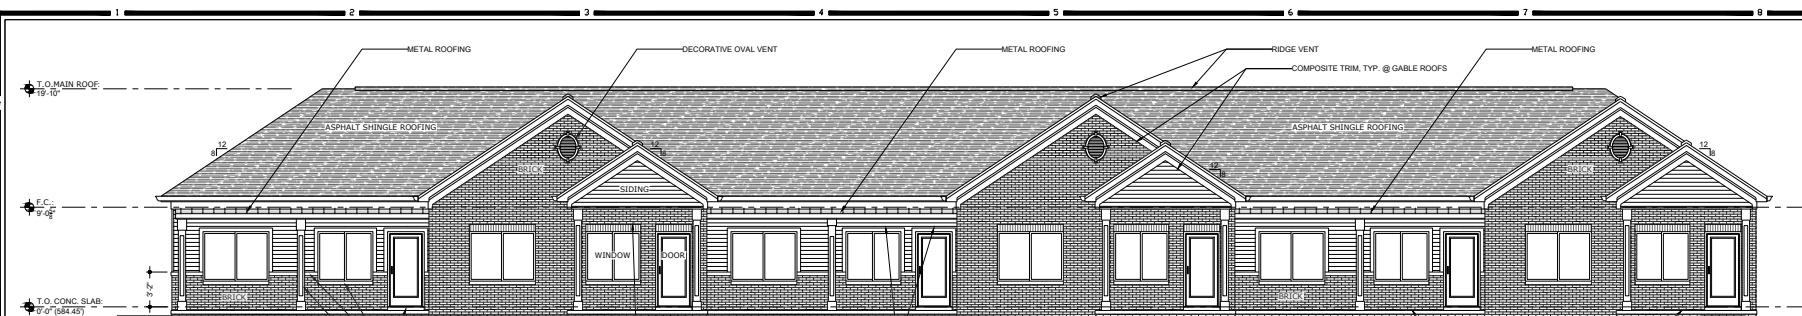 1 2 3 4 5 6 7 8
METAL ROOFING DECORATIVE OVAL VENT METAL ROOFING RIDGE VENT METAL ROOFING
COMPOSITE TRIM, TYP. @ GABLE ROOFS
T.O.MAIN ROOF:
19'-10"
ASPHALT SHINGLE ROOFING ASPHALT SHINGLE ROOFING
12 12 12 12
8 8 8 8
BRICK BRICK
SIDING
F.C.:
WINDOW DOOR
3'-2"
BRICK BRICK
T.O. CONC. SLAB:
0'-0" (584.45')